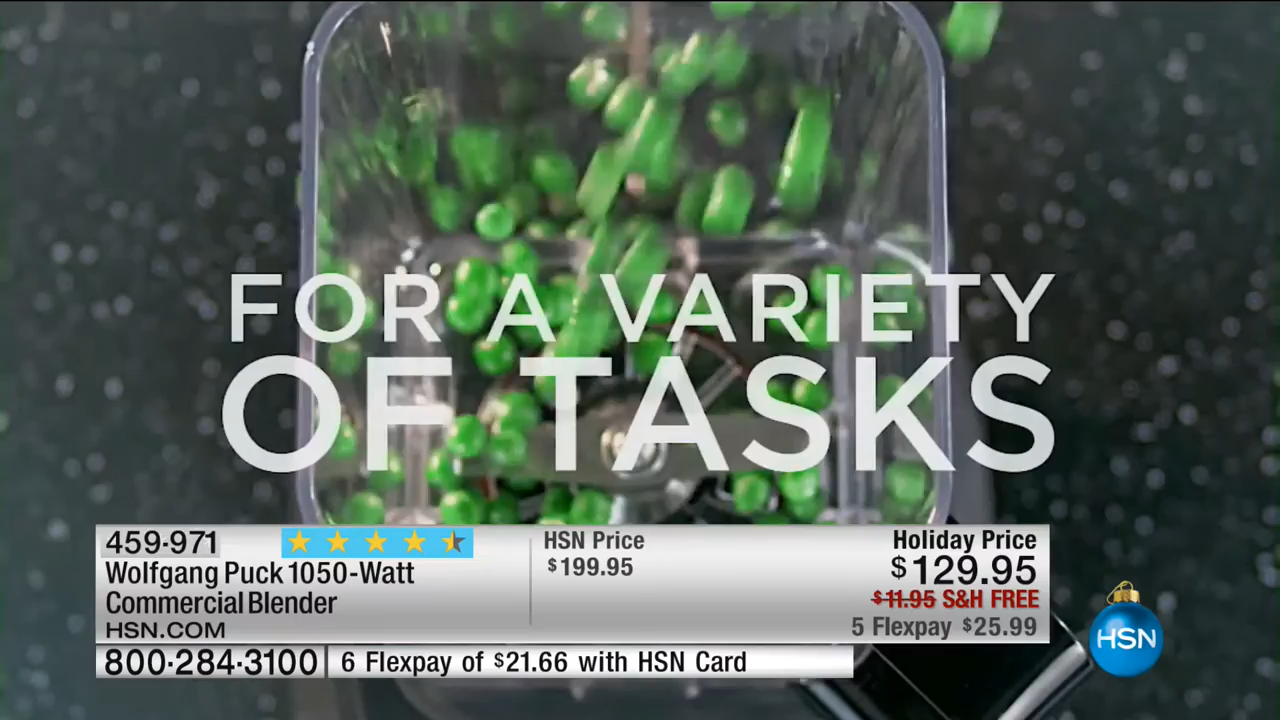 FOR A VARIETY
OF TASKS
459-971
Wolfgang Puck 1050-Watt
Commercial Blender
HSN.COM
HSN Price
$199.95
Holiday Price
$129.95
$11.95 S&H FREE
5 Flexpay $25.99
800-284-3100
6 Flexpay of $21.66 with HSN Card
HSN